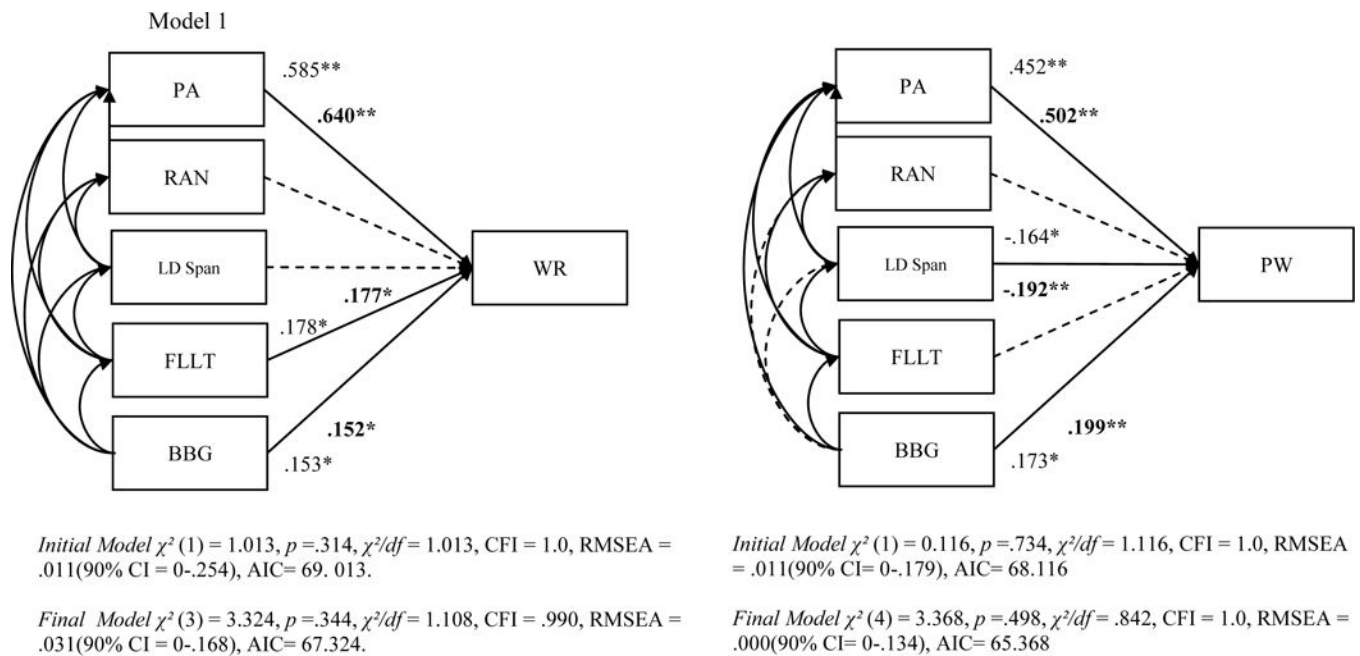 Model 1
PA
.585**
.640**
RAN
LD Span
WR
.177*
.178*
FLLT
.152*
BBG
.153*
Initial Model χ² (1) = 1.013, p =.314, χ²/df = 1.013, CFI = 1.0, RMSEA =
.011(90% CI = 0-.254), AIC= 69. 013.
Final Model χ² (3) = 3.324, p =.344, χ²/df = 1.108, CFI = .990, RMSEA =
.031(90% CI = 0-.168), AIC= 67.324.
PA
.452**
.502**
RAN
-.164*
LD Span
PW
-.192**
FLLT
.199**
BBG
.173*
Initial Model χ² (1) = 0.116, p =.734, χ²/df = 1.116, CFI = 1.0, RMSEA
= .011(90% CI= 0-.179), AIC= 68.116
Final Model χ² (4) = 3.368, p =.498, χ²/df = .842, CFI = 1.0, RMSEA =
.000(90% CI= 0-.134), AIC= 65.368